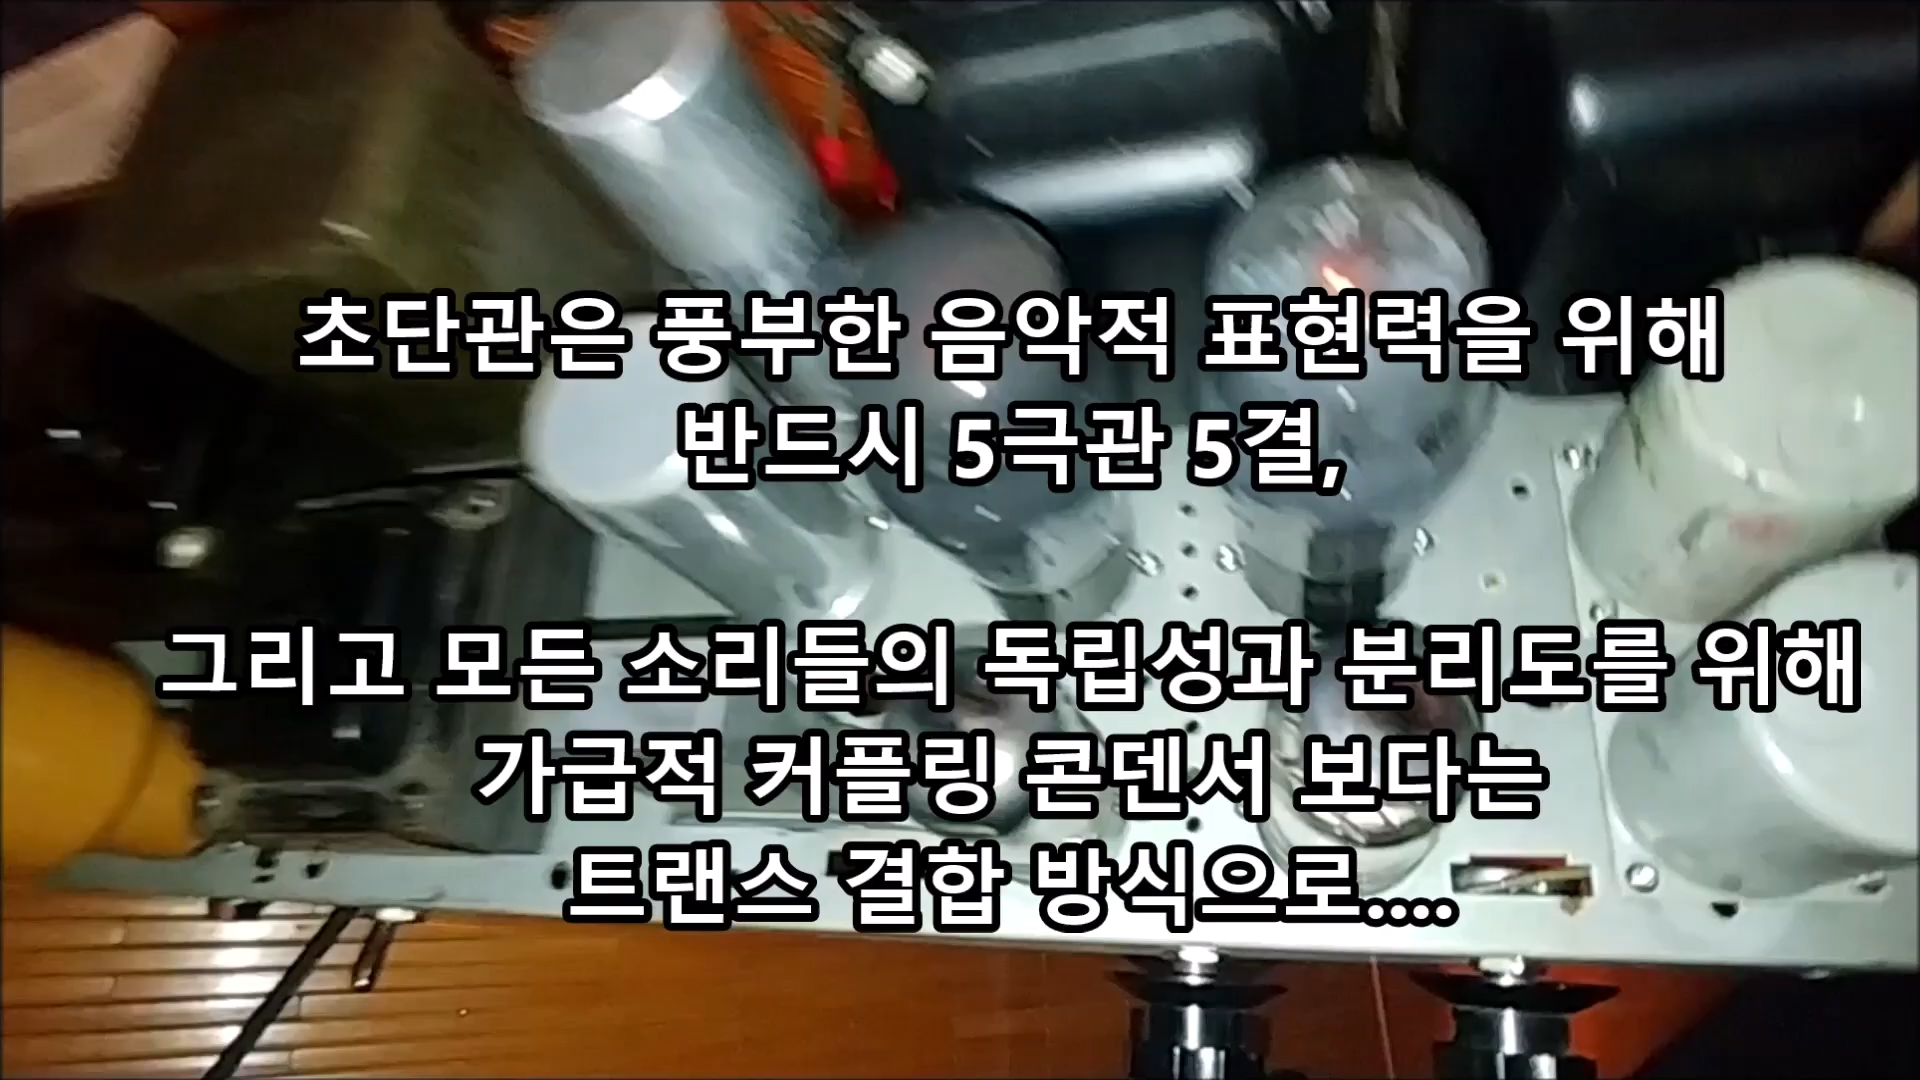 초단관은 풍부한 음악적 표현력을 위해
반드시 5극관 5결,
그리고 모든 소리들의 독립성과 분리도를 위해
가급적 커플링 콘덴서 보다는
트랜스 결합 방식으로....